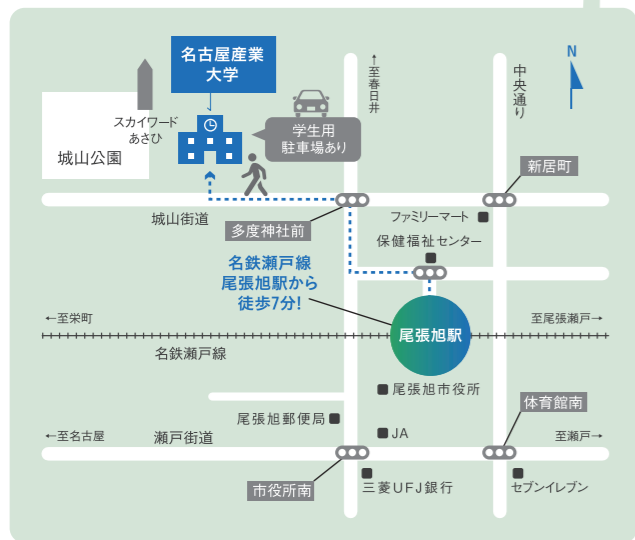 名古屋産業
大学
N
↑至春日井
中央通り
スカイワード
あさひ
学生用
駐車場あり
城山公園
新居町
城山街道
多度神社前
ファミリーマート
保健福祉センター
名鉄瀬戸線
尾張旭駅から
徒歩7分!
←至栄町
尾張旭駅
至尾張瀬戸→
名鉄瀬戸線
尾張旭市役所
体育館南
尾張旭郵便局
←至名古屋
瀬戸街道
JA
至瀬戸→
市役所南
三菱UFJ銀行
セブンイレブン